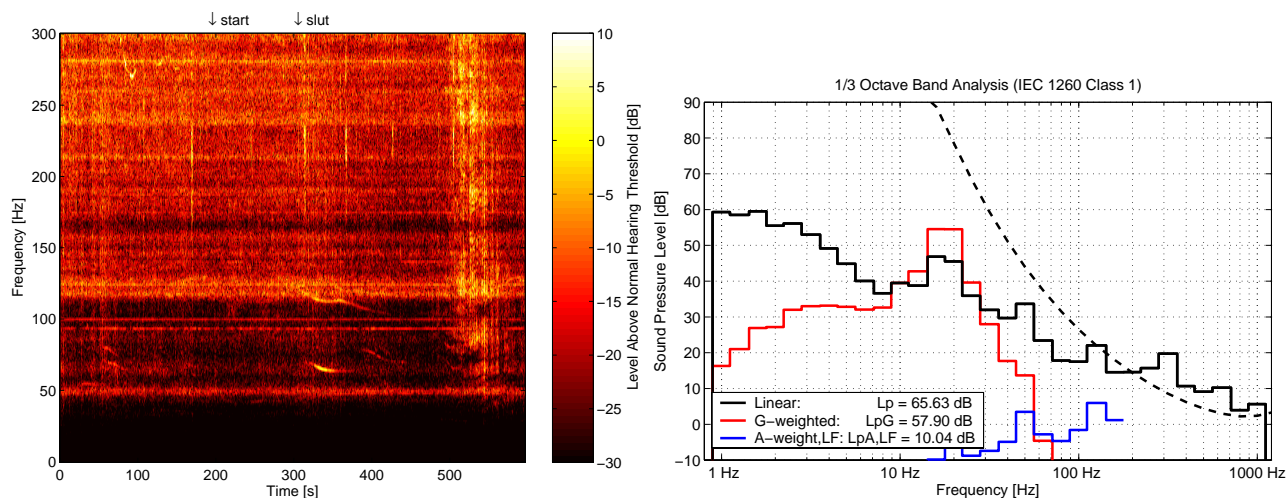 ↓ start ↓ slut
300
250
200
150
100
50
0
Frequency [Hz]
0 100 200 300 400 500
Time [s]
10
5
0
−5
−10
−15
−20
−25
−30
Level Above Normal Hearing Threshold [dB]
1/3 Octave Band Analysis (IEC 1260 Class 1)
90
80
70
60
50
40
30
20
10
0
−10
Sound Pressure Level [dB]
Linear: Lp = 65.63 dB
G−weighted: LpG = 57.90 dB
A−weight,LF: LpA,LF = 10.04 dB
1 Hz 10 Hz 100 Hz 1000 Hz
Frequency [Hz]